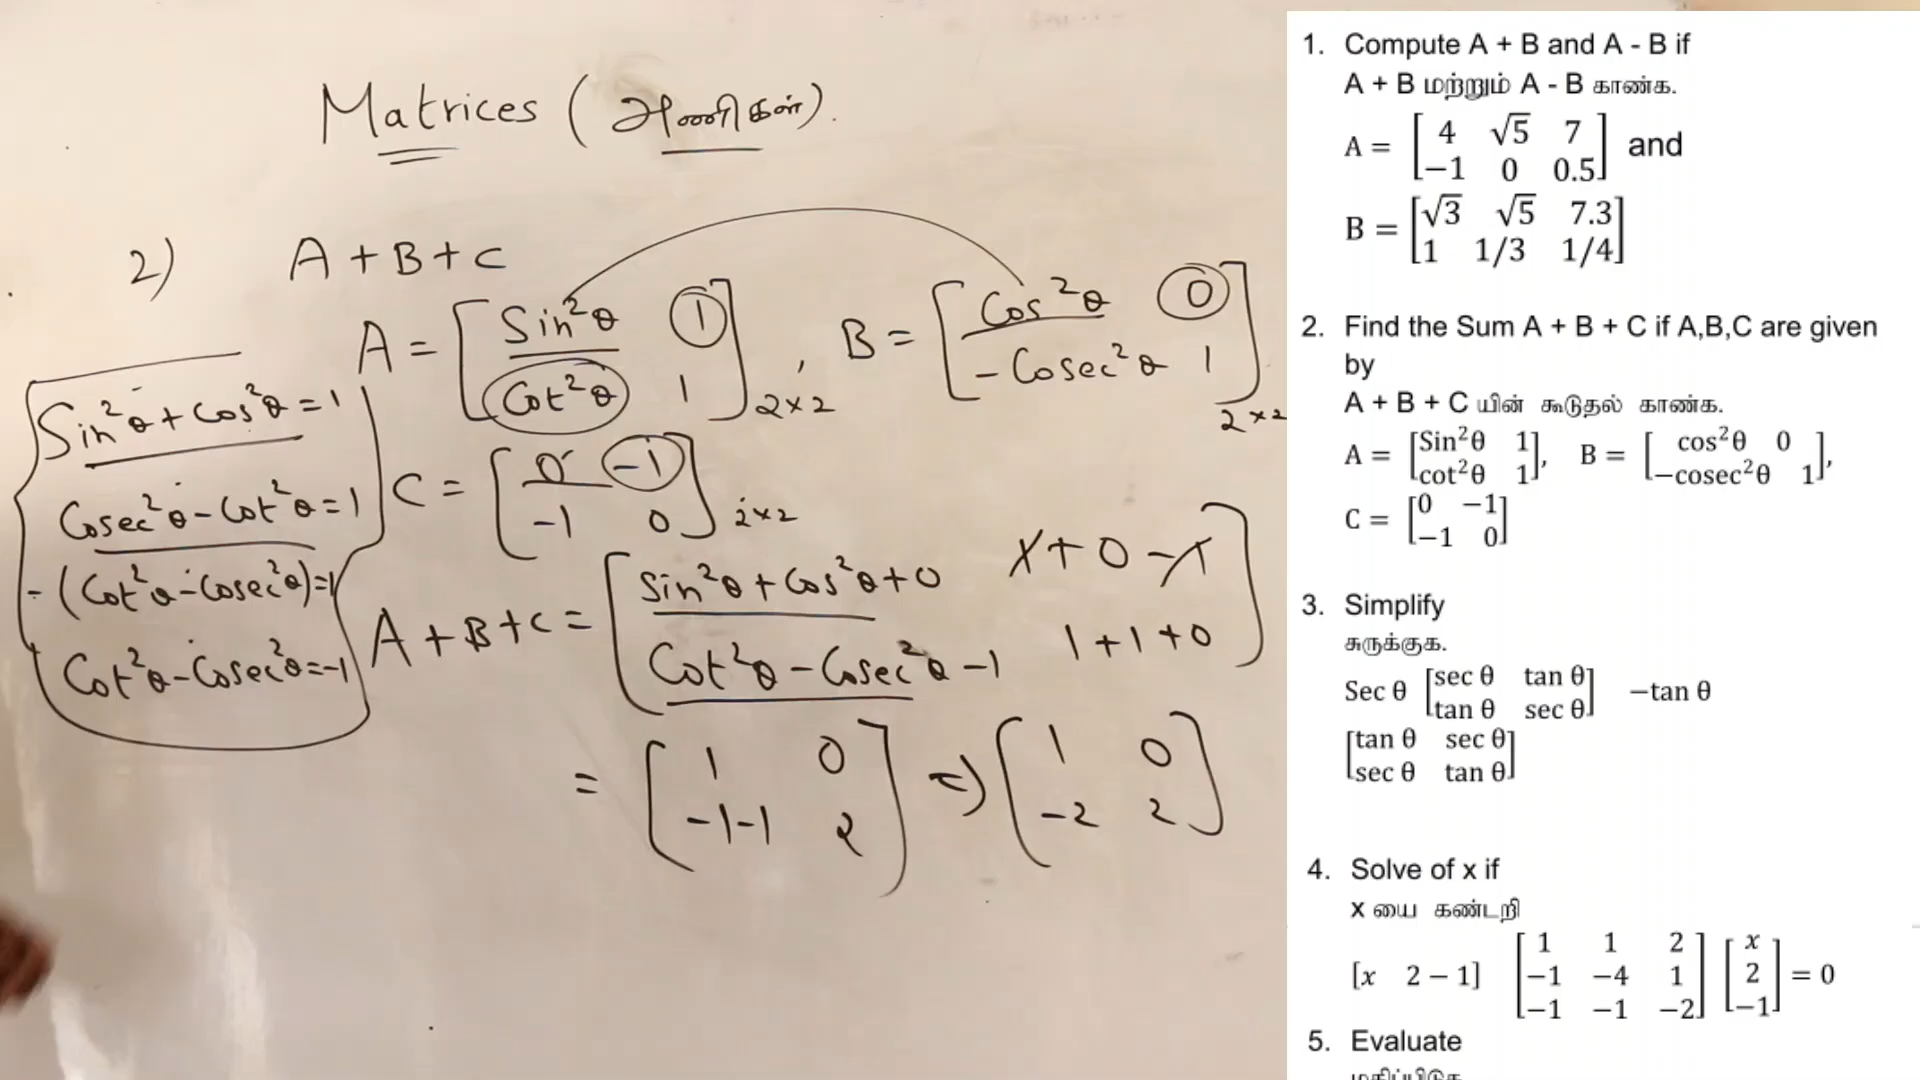 Matrices (அணிகள்).
2) A + B + C
A = [Sin²θ 1
Cot²θ 1] 2×2 , B = [Cos²θ 0
-Cosec²θ 1] 2×2
Sin²θ + Cos²θ = 1
Cosec²θ - Cot²θ = 1
- (Cot²θ - Cosec²θ) = 1
Cot²θ - Cosec²θ = -1
C = [0 -1
-1 0] 2×2
A + B + C = [Sin²θ + Cos²θ + 0 1 + 0 - 1
Cot²θ - Cosec²θ - 1 1 + 1 + 0]
= [1 0
-1-1 2] => [1 0
-2 2]
1. Compute A + B and A - B if
A + B மற்றும் A - B காண்க.
A = [4 √5 7
-1 0 0.5] and
B = [√3 √5 7.3
1 1/3 1/4]
2. Find the Sum A + B + C if A,B,C are given
by
A + B + C யின் கூடுதல் காண்க.
A = [Sin²θ 1
cot²θ 1], B = [cos²θ 0
−cosec²θ 1],
C = [0 −1
−1 0]
3. Simplify
சுருக்குக.
Sec θ [sec θ tan θ
tan θ sec θ] −tan θ
[tan θ sec θ
sec θ tan θ]
4. Solve of x if
x யை கண்டறி
[x 2 − 1] [1 1 2
−1 −4 1
−1 −1 −2] [x
2
−1] = 0
5. Evaluate